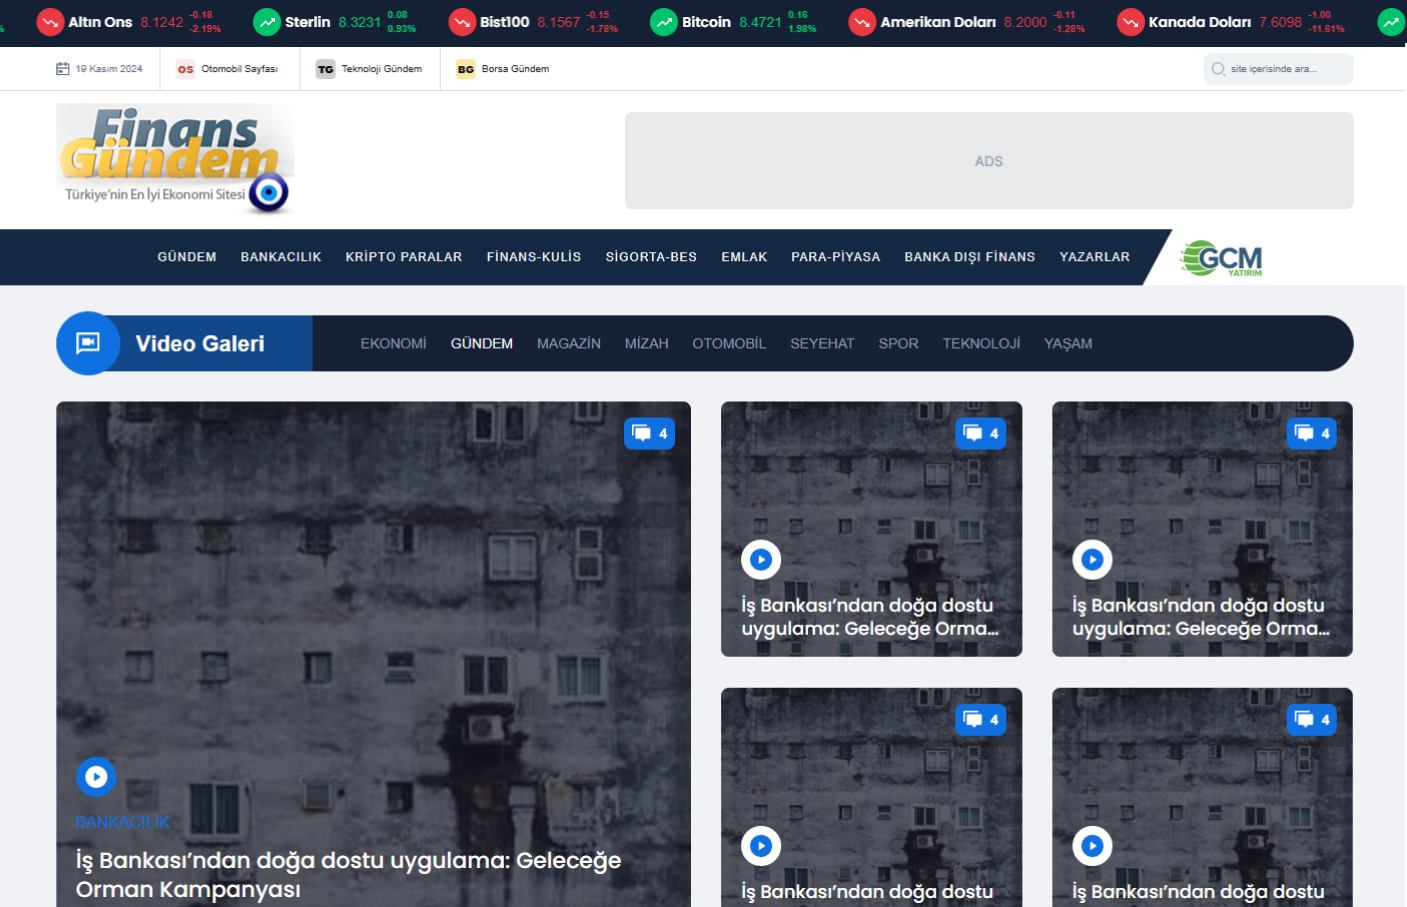 % Altın Ons 8.1242 -0.18 -2.19% Sterlin 8.3231 0.08 0.93% Bist100 8.1567 -0.15 -1.78% Bitcoin 8.4721 0.16 1.98% Amerikan Doları 8.2000 -0.11 -1.28% Kanada Doları 7.6098 -1.00 -11.61%
19 Kasım 2024 OS Otomobil Sayfası TG Teknoloji Gündem BG Borsa Gündem site içerisinde ara...
Finans
Gündem
Türkiye'nin En İyi Ekonomi Sitesi
ADS
GÜNDEM BANKACILIK KRİPTO PARALAR FİNANS-KULİS SİGORTA-BES EMLAK PARA-PİYASA BANKA DIŞI FİNANS YAZARLAR GCM
YATIRIM
Video Galeri EKONOMİ GÜNDEM MAGAZİN MİZAH OTOMOBİL SEYEHAT SPOR TEKNOLOJİ YAŞAM
4
BANKACILIK
İş Bankası’ndan doğa dostu uygulama: Geleceğe
Orman Kampanyası
4
İş Bankası’ndan doğa dostu
uygulama: Geleceğe Orma...
4
İş Bankası’ndan doğa dostu
uygulama: Geleceğe Orma...
4
İş Bankası’ndan doğa dostu
4
İş Bankası’ndan doğa dostu